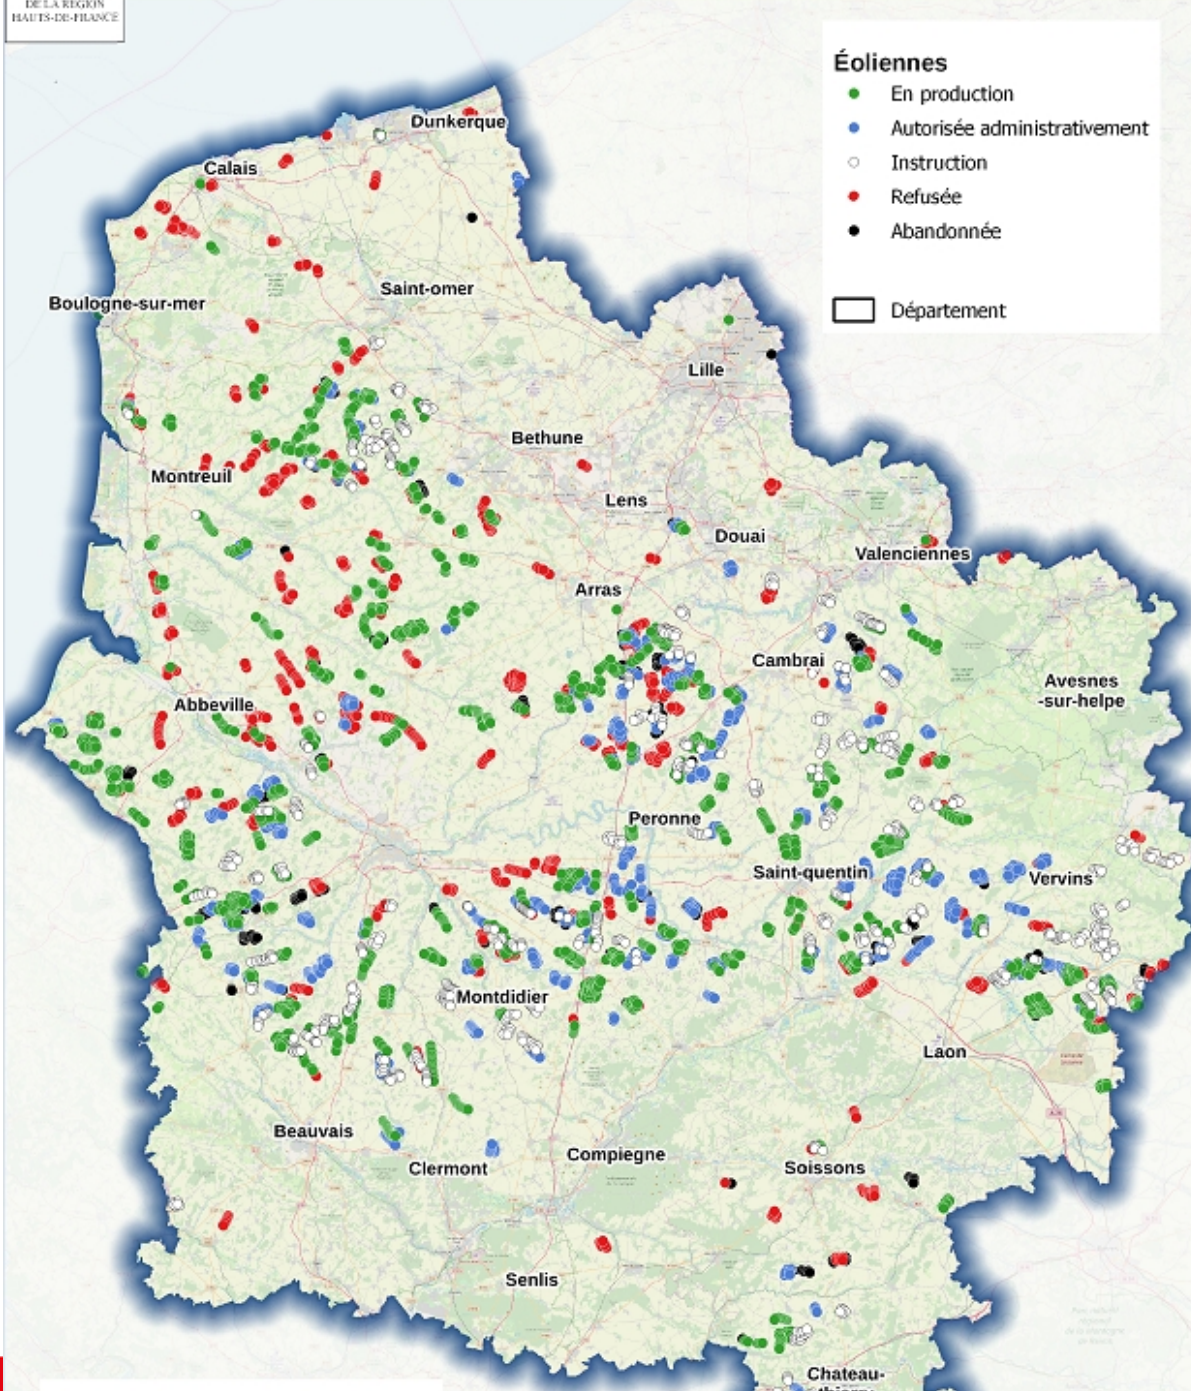 DE LA RÉGION
HAUTS-DE-FRANCE
Éoliennes
En production
Autorisée administrativement
Instruction
Refusée
Abandonnée
Département
Dunkerque
Calais
Saint-omer
Boulogne-sur-mer
Lille
Bethune
Montreuil
Lens
Douai
Valenciennes
Arras
Cambrai
Avesnes
-sur-helpe
Abbeville
Peronne
Saint-quentin
Vervins
Montdidier
Laon
Beauvais
Clermont
Compiegne
Soissons
Senlis
Chateau-
thierry